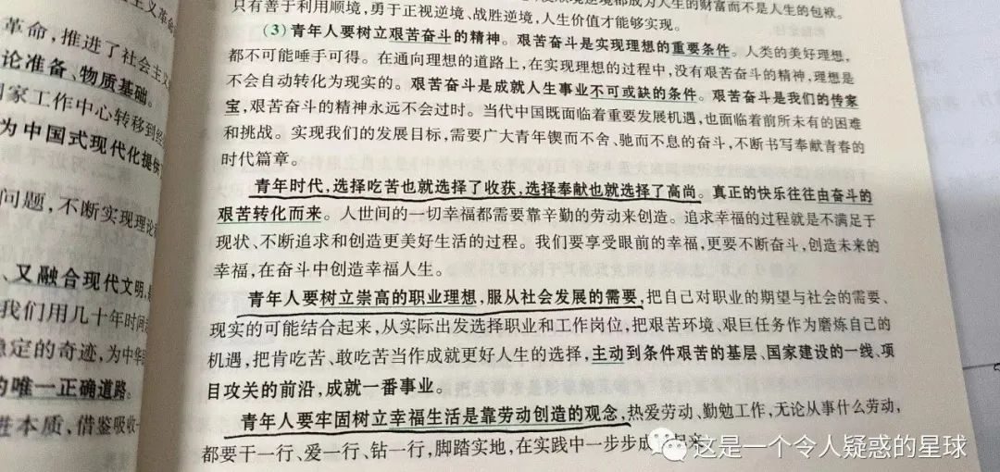 主义革命
革命，推进了社会主义
论准备、物质基础。
国家工作中心转移到经
为中国式现代化提供
问题，不断实现理论
、又融合现代文明，
我们用几十年时间
稳定的奇迹，为中华
的唯一正确道路。
进本质、借鉴吸收
只有善于利用顺境，勇于正视逆境、战胜逆境，人生价值才能够实现。
（3）青年人要树立艰苦奋斗的精神。艰苦奋斗是实现理想的重要条件。人类的美好理想，
都不可能唾手可得。在通向理想的道路上，在实现理想的过程中，没有艰苦奋斗的精神，理想是
不会自动转化为现实的。艰苦奋斗是成就人生事业不可或缺的条件。艰苦奋斗是我们的传家
宝，艰苦奋斗的精神永远不会过时。当代中国既面临着重要发展机遇，也面临着前所未有的困难
和挑战。实现我们的发展目标，需要广大青年锲而不舍、驰而不息的奋斗，不断书写奉献青春的
时代篇章。
青年时代，选择吃苦也就选择了收获，选择奉献也就选择了高尚。真正的快乐往往由奋斗的
艰苦转化而来。人世间的一切幸福都需要靠辛勤的劳动来创造。追求幸福的过程就是不满足于
现状、不断追求和创造更美好生活的过程。我们要享受眼前的幸福，更要不断奋斗，创造未来的
幸福，在奋斗中创造幸福人生。
青年人要树立崇高的职业理想，服从社会发展的需要，把自己对职业的期望与社会的需要、
现实的可能结合起来，从实际出发选择职业和工作岗位，把艰苦环境、艰巨任务作为磨炼自己的
机遇，把肯吃苦、敢吃苦当作成就更好人生的选择，主动到条件艰苦的基层、国家建设的一线、项
目攻关的前沿，成就一番事业。
青年人要牢固树立幸福生活是靠劳动创造的观念，热爱劳动、勤勉工作，无论从事什么劳动，
都要干一行、爱一行、钻一行，脚踏实地，在实践中一步步成
这是一个令人疑惑的星球